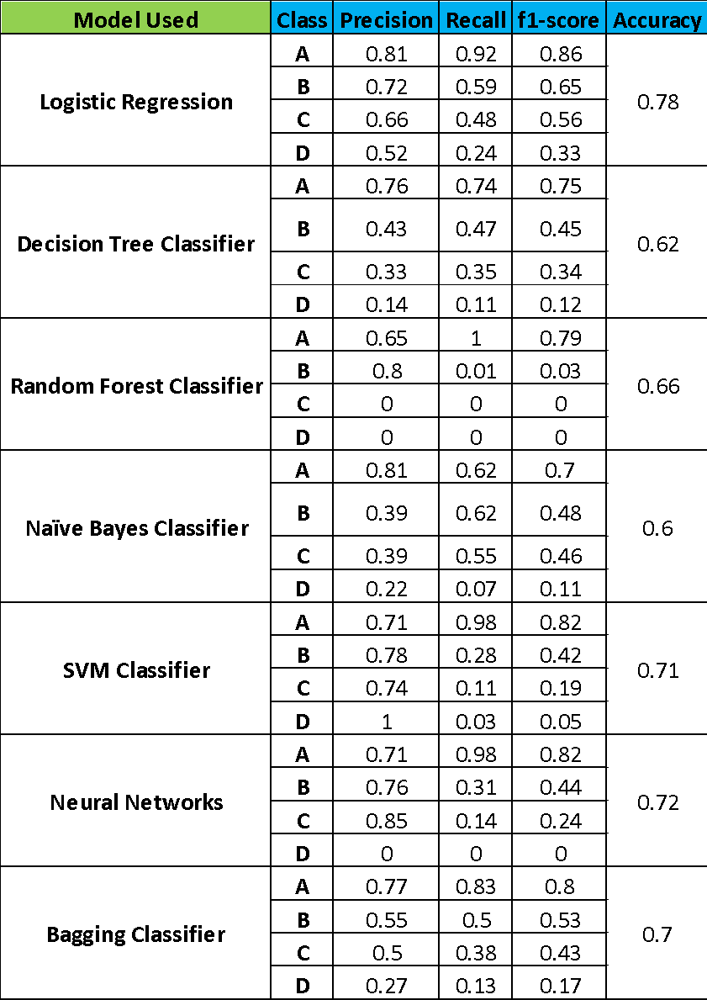 Model Used Class Precision Recall f1-score Accuracy
A 0.81 0.92 0.86
B 0.72 0.59 0.65
Logistic Regression 0.78
C 0.66 0.48 0.56
D 0.52 0.24 0.33
A 0.76 0.74 0.75
B 0.43 0.47 0.45
Decision Tree Classifier 0.62
C 0.33 0.35 0.34
D 0.14 0.11 0.12
A 0.65 1 0.79
B 0.8 0.01 0.03
Random Forest Classifier 0.66
C 0 0 0
D 0 0 0
A 0.81 0.62 0.7
B 0.39 0.62 0.48
Naïve Bayes Classifier 0.6
C 0.39 0.55 0.46
D 0.22 0.07 0.11
A 0.71 0.98 0.82
B 0.78 0.28 0.42
SVM Classifier 0.71
C 0.74 0.11 0.19
D 1 0.03 0.05
A 0.71 0.98 0.82
B 0.76 0.31 0.44
Neural Networks 0.72
C 0.85 0.14 0.24
D 0 0 0
A 0.77 0.83 0.8
B 0.55 0.5 0.53
Bagging Classifier 0.7
C 0.5 0.38 0.43
D 0.27 0.13 0.17